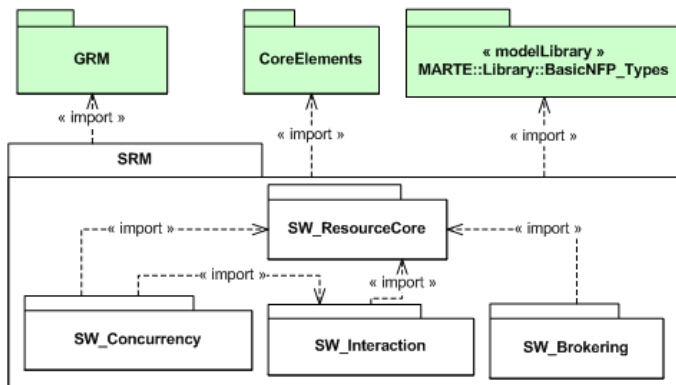 GRM
CoreElements
« modelLibrary »
MARTE::Library::BasicNFP_Types
« import »
« import »
« import »
SRM
SW_ResourceCore
« import »
« import »
« import »
« import »
SW_Concurrency
SW_Interaction
SW_Brokering